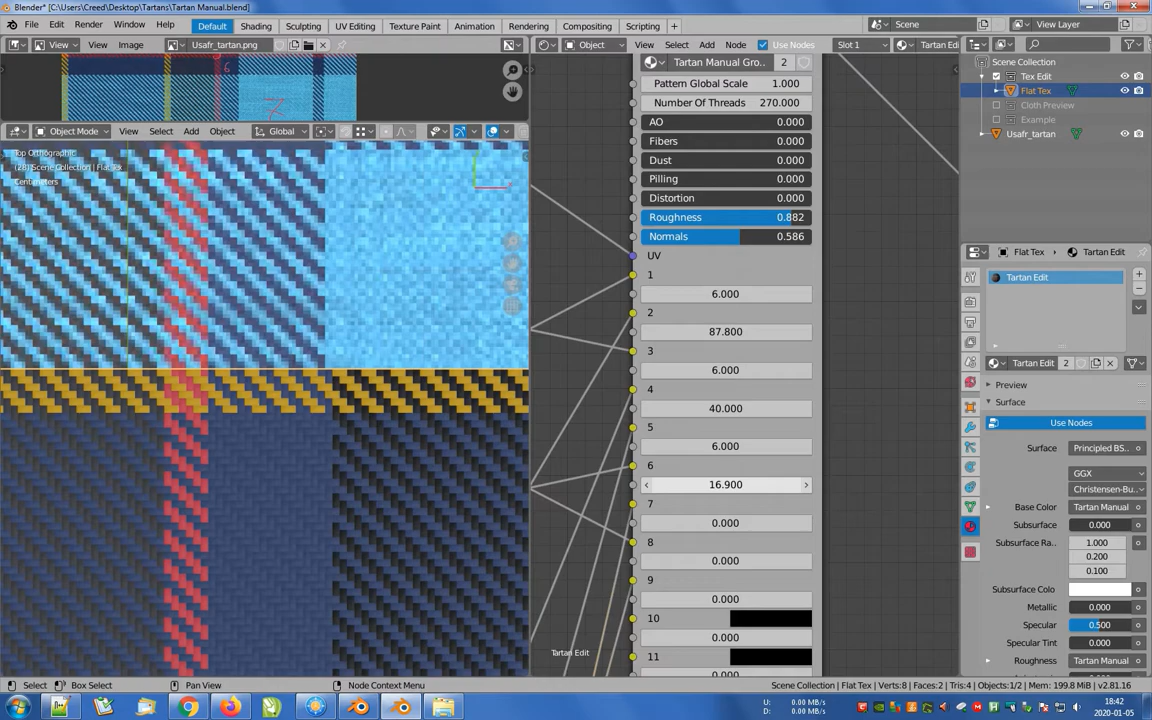 Blender* [C:\Users\Creed\Desktop\Tartans\Tartan Manual.blend]
File Edit Render Window Help Default Shading Sculpting UV Editing Texture Paint Animation Rendering Compositing Scripting + Scene View Layer
View View Image Usafr_tartan.png Object View Select Add Node Use Nodes Slot 1 Tartan Edi
6
Z
Object Mode View Select Add Object Global
Top Orthographic
(28) Scene Collection | Flat Tex
Centimeters
Tartan Manual Gro.. 2
Pattern Global Scale 1.000
Number Of Threads 270.000
AO 0.000
Fibers 0.000
Dust 0.000
Pilling 0.000
Distortion 0.000
Roughness 0.882
Normals 0.586
UV
1
6.000
2
87.800
3
6.000
4
40.000
5
6.000
6
16.900
7
0.000
8
0.000
9
0.000
10
0.000
11
Tartan Edit
Scene Collection
Tex Edit
Flat Tex
Cloth Preview
Example
Usafr_tartan
Flat Tex Tartan Edit
Tartan Edit
Tartan Edit 2
Preview
Surface
Use Nodes
Surface Principled BS..
GGX
Christensen-Bu..
Base Color Tartan Manual
Subsurface 0.000
Subsurface Ra.. 1.000
0.200
0.100
Subsurface Colo
Metallic 0.000
Specular 0.500
Specular Tint 0.000
Roughness Tartan Manual
Select Box Select Pan View Node Context Menu Scene Collection | Flat Tex | Verts:8 | Faces:2 | Tris:4 | Objects:1/2 | Mem: 199.8 MiB | v2.81.16
U: 0.00 MB/s
D: 0.00 MB/s
18:42
2020-01-05